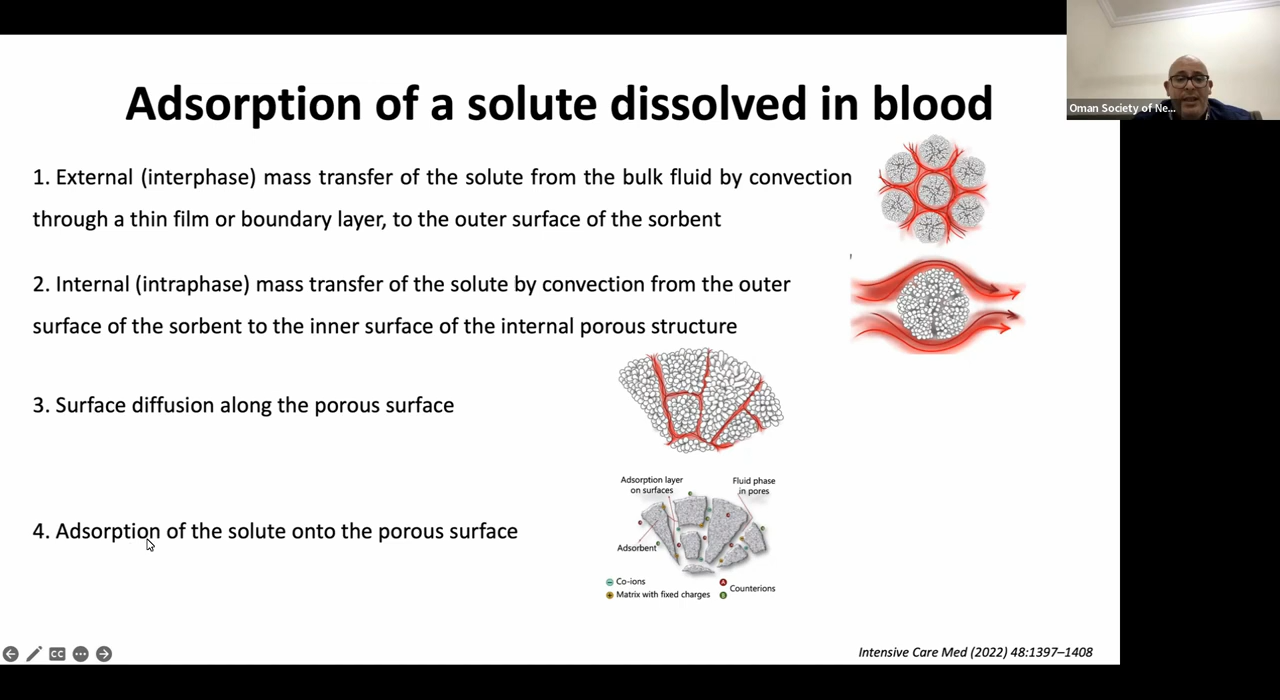 Adsorption of a solute dissolved in blood
Oman Society of Ne...
1. External (interphase) mass transfer of the solute from the bulk fluid by convection
through a thin film or boundary layer, to the outer surface of the sorbent
2. Internal (intraphase) mass transfer of the solute by convection from the outer
surface of the sorbent to the inner surface of the internal porous structure
3. Surface diffusion along the porous surface
4. Adsorption of the solute onto the porous surface
Adsorption layer
on surfaces
Fluid phase
in pores
Adsorbent
Co-ions
Matrix with fixed charges
A
B
Counterions
CC
Intensive Care Med (2022) 48:1397–1408